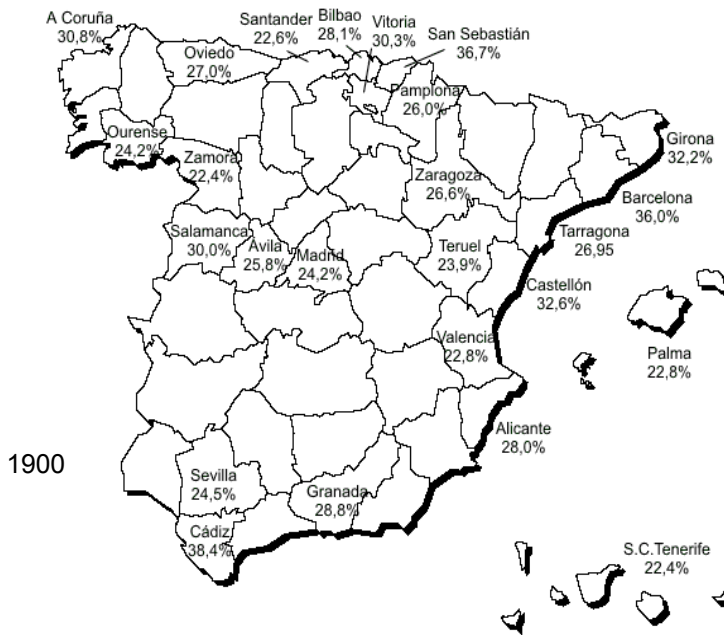 A Coruña
30,8%
Santander
22,6%
Bilbao
28,1%
Vitoria
30,3%
San Sebastián
36,7%
Oviedo
27,0%
Pamplona
26,0%
Ourense
24,2%
Zamora
22,4%
Zaragoza
26,6%
Girona
32,2%
Barcelona
36,0%
Tarragona
26,95
Salamanca
30,0%
Ávila
25,8%
Madrid
24,2%
Teruel
23,9%
Castellón
32,6%
Valencia
22,8%
Palma
22,8%
Alicante
28,0%
1900
Sevilla
24,5%
Granada
28,8%
Cádiz
38,4%
S.C.Tenerife
22,4%